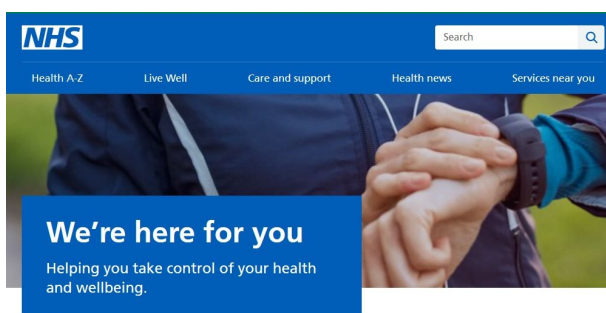 NHS
Search
Health A-Z Live Well Care and support Health news Services near you
We’re here for you
Helping you take control of your health
and wellbeing.